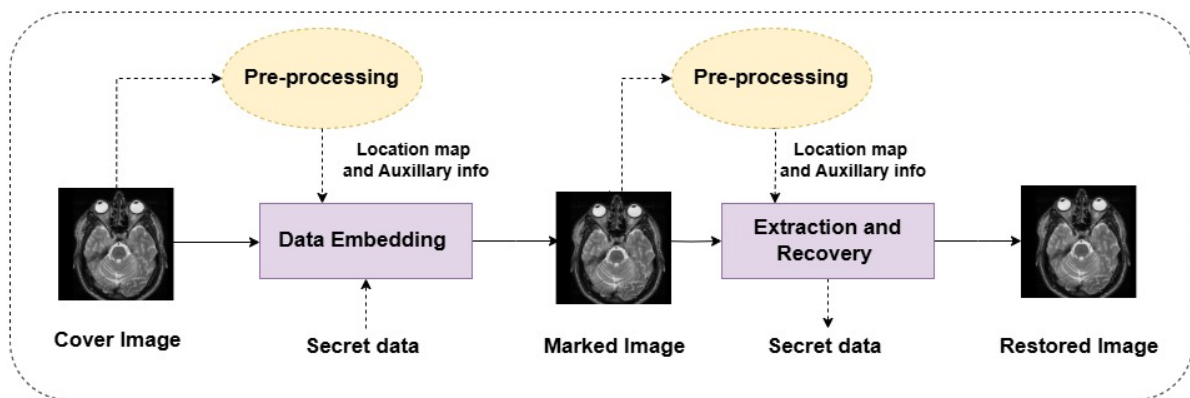 Pre-processing
Pre-processing
Location map
and Auxillary info
Location map
and Auxillary info
Data Embedding
Extraction and
Recovery
Cover Image
Secret data
Marked Image
Secret data
Restored Image